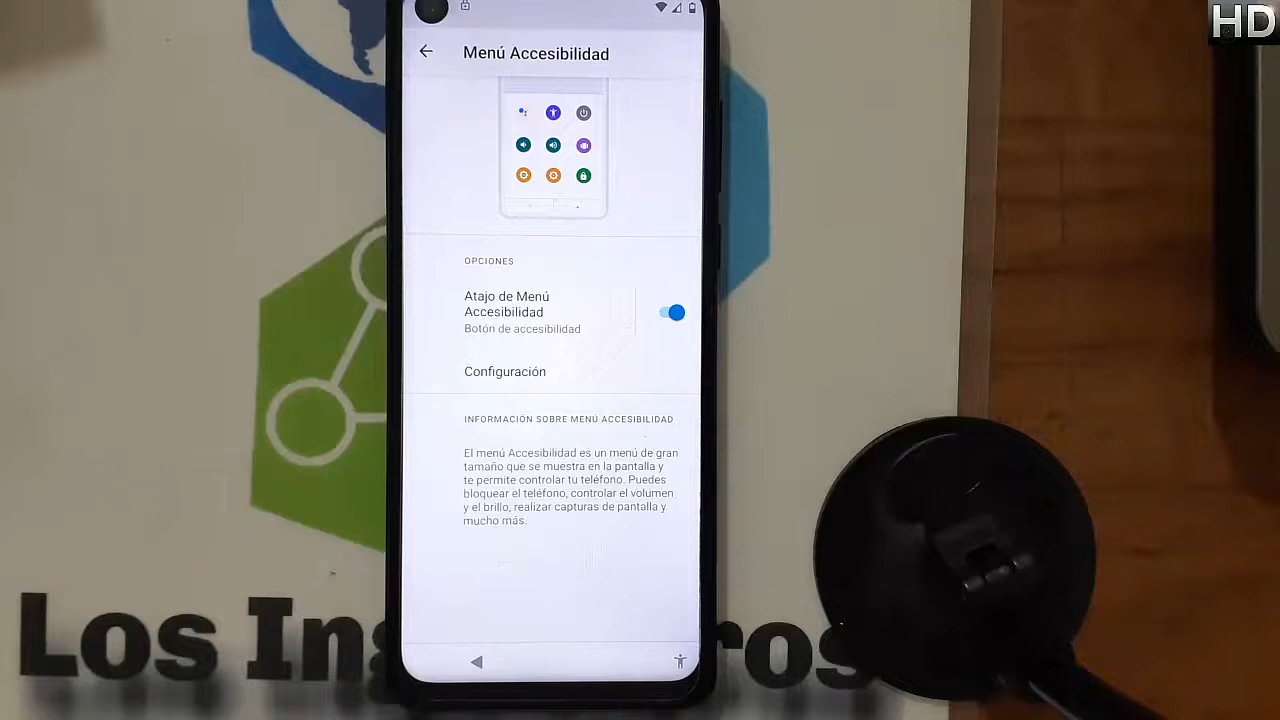 HD
Menú Accesibilidad
OPCIONES
Atajo de Menú
Accesibilidad
Botón de accesibilidad
Configuración
INFORMACIÓN SOBRE MENÚ ACCESIBILIDAD
El menú Accesibilidad es un menú de gran
tamaño que se muestra en la pantalla y
te permite controlar tu teléfono. Puedes
bloquear el teléfono, controlar el volumen
y el brillo, realizar capturas de pantalla y
mucho más.
Los In ros